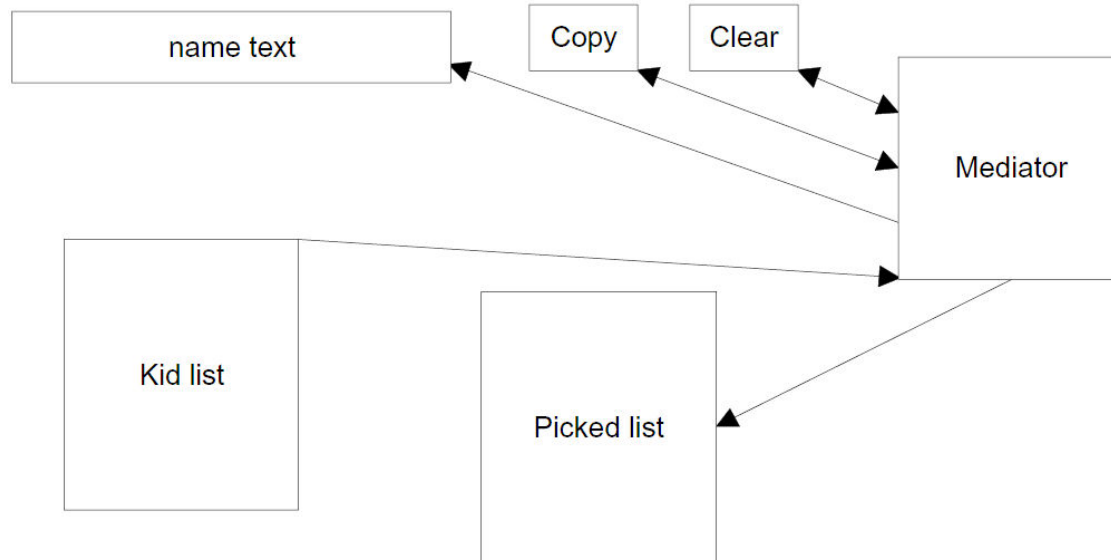 name text
Copy
Clear
Mediator
Kid list
Picked list